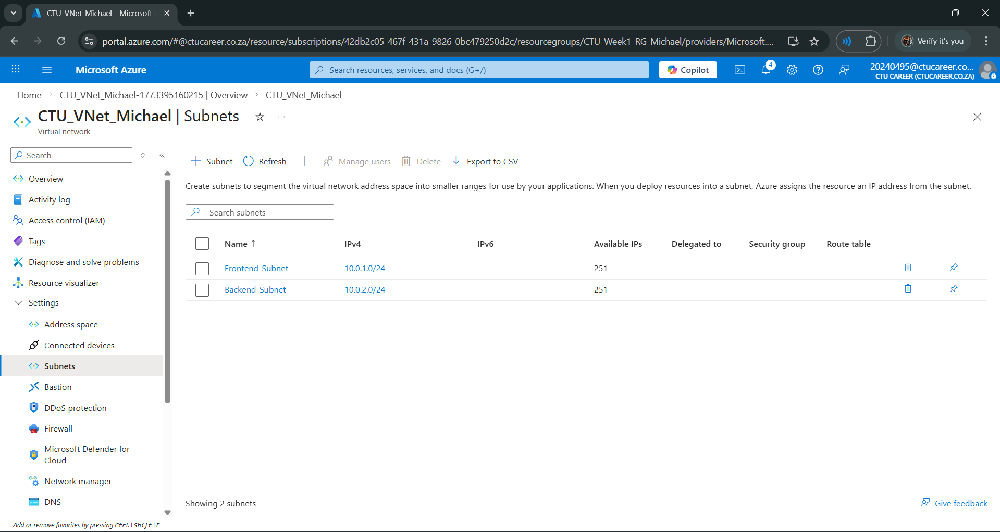 CTU_VNet_Michael - Microsoft
portal.azure.com/#@ctucareer.co.za/resource/subscriptions/42db2c05-467f-431a-9826-0bc479250d2c/resourcegroups/CTU_Week1_RG_Michael/providers/Microsoft....
Verify it's you
Microsoft Azure
Search resources, services, and docs (G+/)
Copilot
4
20240495@ctucareer.co...
CTU CAREER (CTUCAREER.CO.ZA)
Home > CTU_VNet_Michael-1773395160215 | Overview > CTU_VNet_Michael
CTU_VNet_Michael | Subnets
Virtual network
Search
Overview
Activity log
Access control (IAM)
Tags
Diagnose and solve problems
Resource visualizer
Settings
Address space
Connected devices
Subnets
Bastion
DDoS protection
Firewall
Microsoft Defender for
Cloud
Network manager
DNS
Add or remove favorites by pressing Ctrl+Shift+F
Subnet Refresh | Manage users Delete Export to CSV
Create subnets to segment the virtual network address space into smaller ranges for use by your applications. When you deploy resources into a subnet, Azure assigns the resource an IP address from the subnet.
Search subnets
Name ↑ IPv4 IPv6 Available IPs Delegated to Security group Route table
Frontend-Subnet 10.0.1.0/24 - 251 - - -
Backend-Subnet 10.0.2.0/24 - 251 - - -
Showing 2 subnets
Give feedback